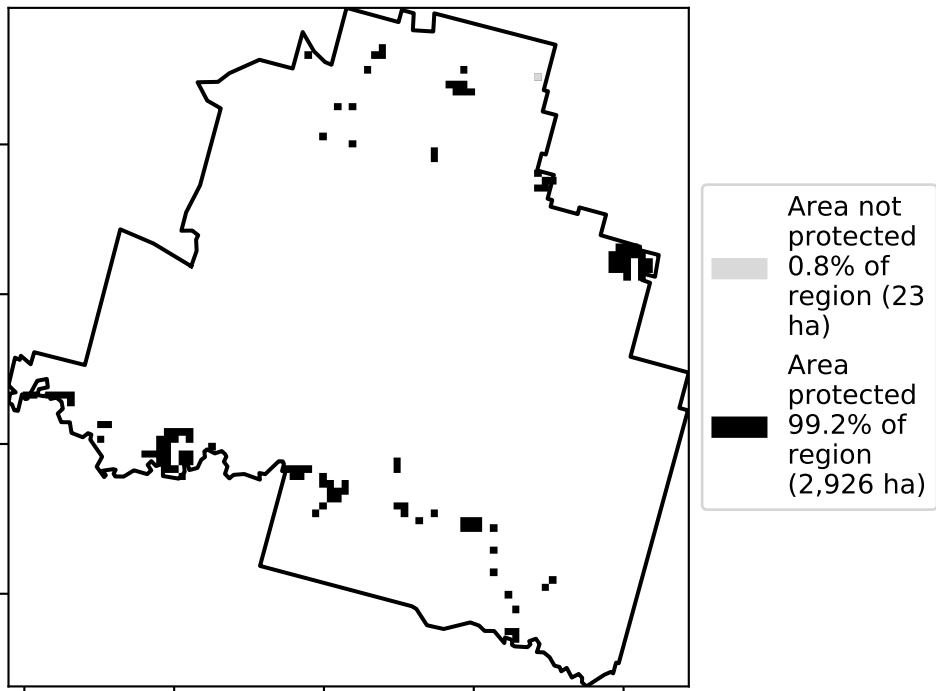 Area not
protected
0.8% of
region (23
ha)
Area
protected
99.2% of
region
(2,926 ha)